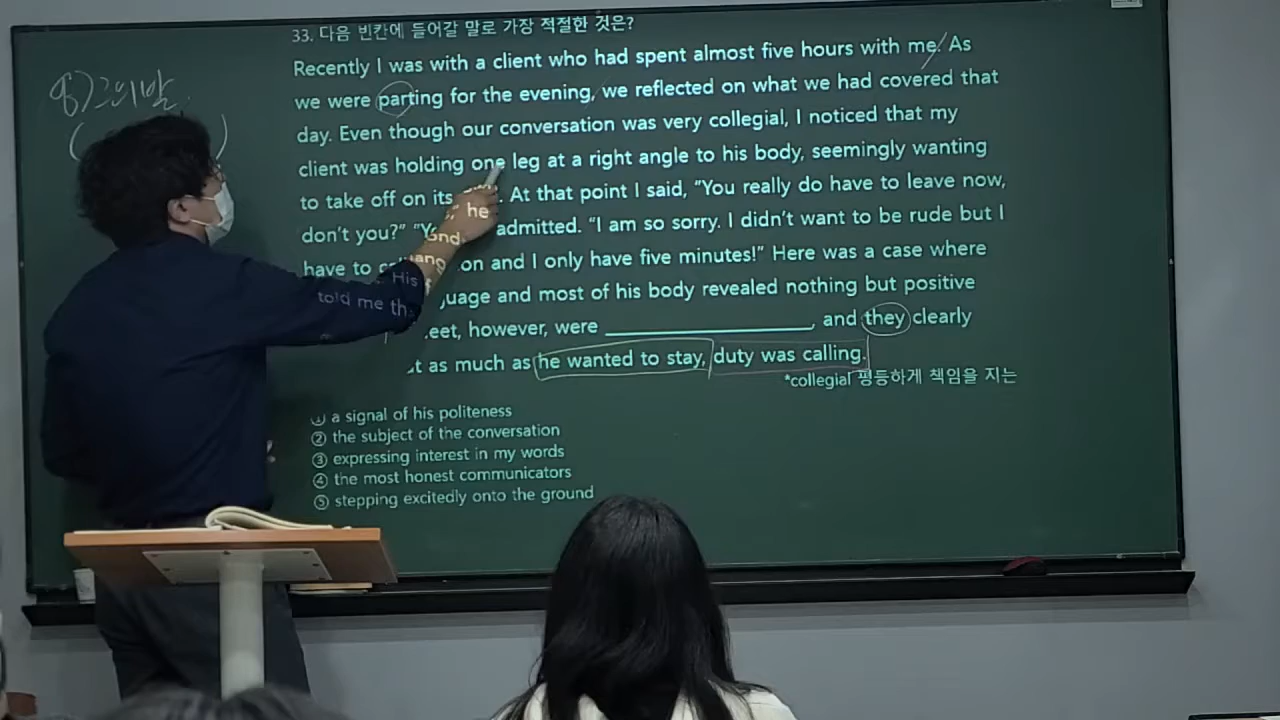 33. 다음 빈칸에 들어갈 말로 가장 적절한 것은?
Recently I was with a client who had spent almost five hours with me. As
we were parting for the evening, we reflected on what we had covered that
day. Even though our conversation was very collegial, I noticed that my
client was holding one leg at a right angle to his body, seemingly wanting
to take off on its At that point I said, “You really do have to leave now,
don’t you?” he admitted. “I am so sorry. I didn’t want to be rude but I
have to on and I only have five minutes!” Here was a case where
and most of his body revealed nothing but positive
His
told me
however, were _______________ and they clearly
as much as he wanted to stay, duty was calling.
*collegial 평등하게 책임을 지는
① a signal of his politeness
② the subject of the conversation
③ expressing interest in my words
④ the most honest communicators
⑤ stepping excitedly onto the ground